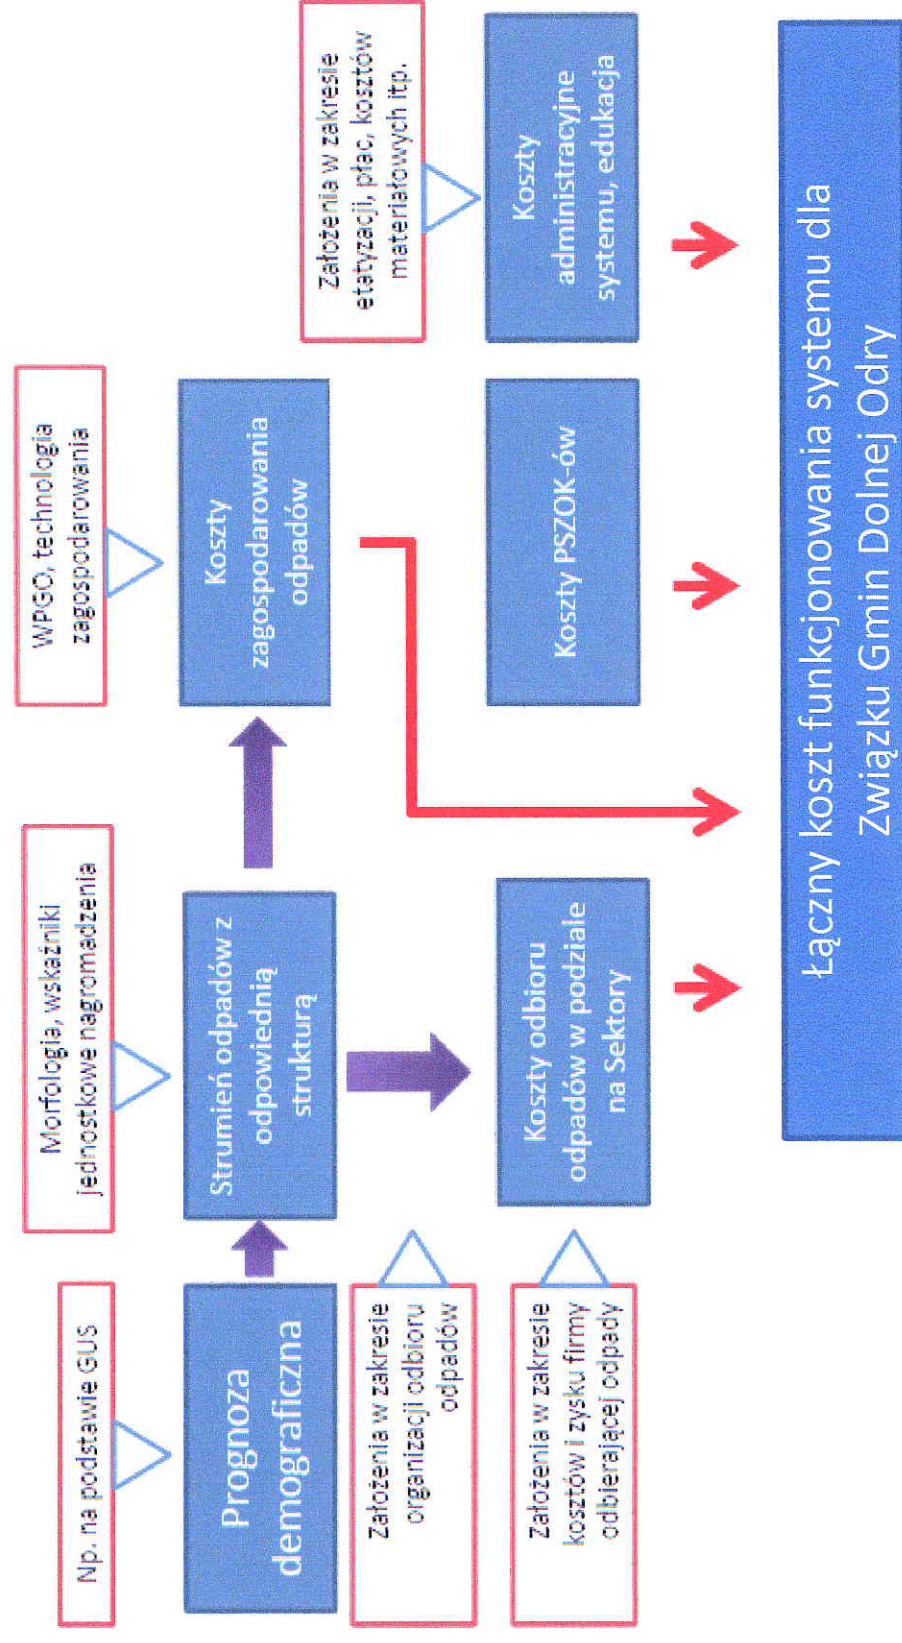 Np. na podstawie GUS
Prognoza
demograficzna
Morfologia, wskaźniki
jednostkowe nagromadzenia
Strumień odpadów z
odpowiednią
strukturą
WPGO, technologia
zagospodarowania
Koszty
zagospodarowania
odpadów
Założenia w zakresie
organizacji odbioru
odpadów
Założenia w zakresie
kosztów i zysku firmy
odbierającej odpady
Koszty odbioru
odpadów w podziale
na Sektory
Koszty PSZOK-ów
Założenia w zakresie
etatyzacji, płac, kosztów
materiałowych itp.
Koszty
administracyjne
systemu, edukacja
Łączny koszt funkcjonowania systemu dla
Związku Gmin Dolnej Odry